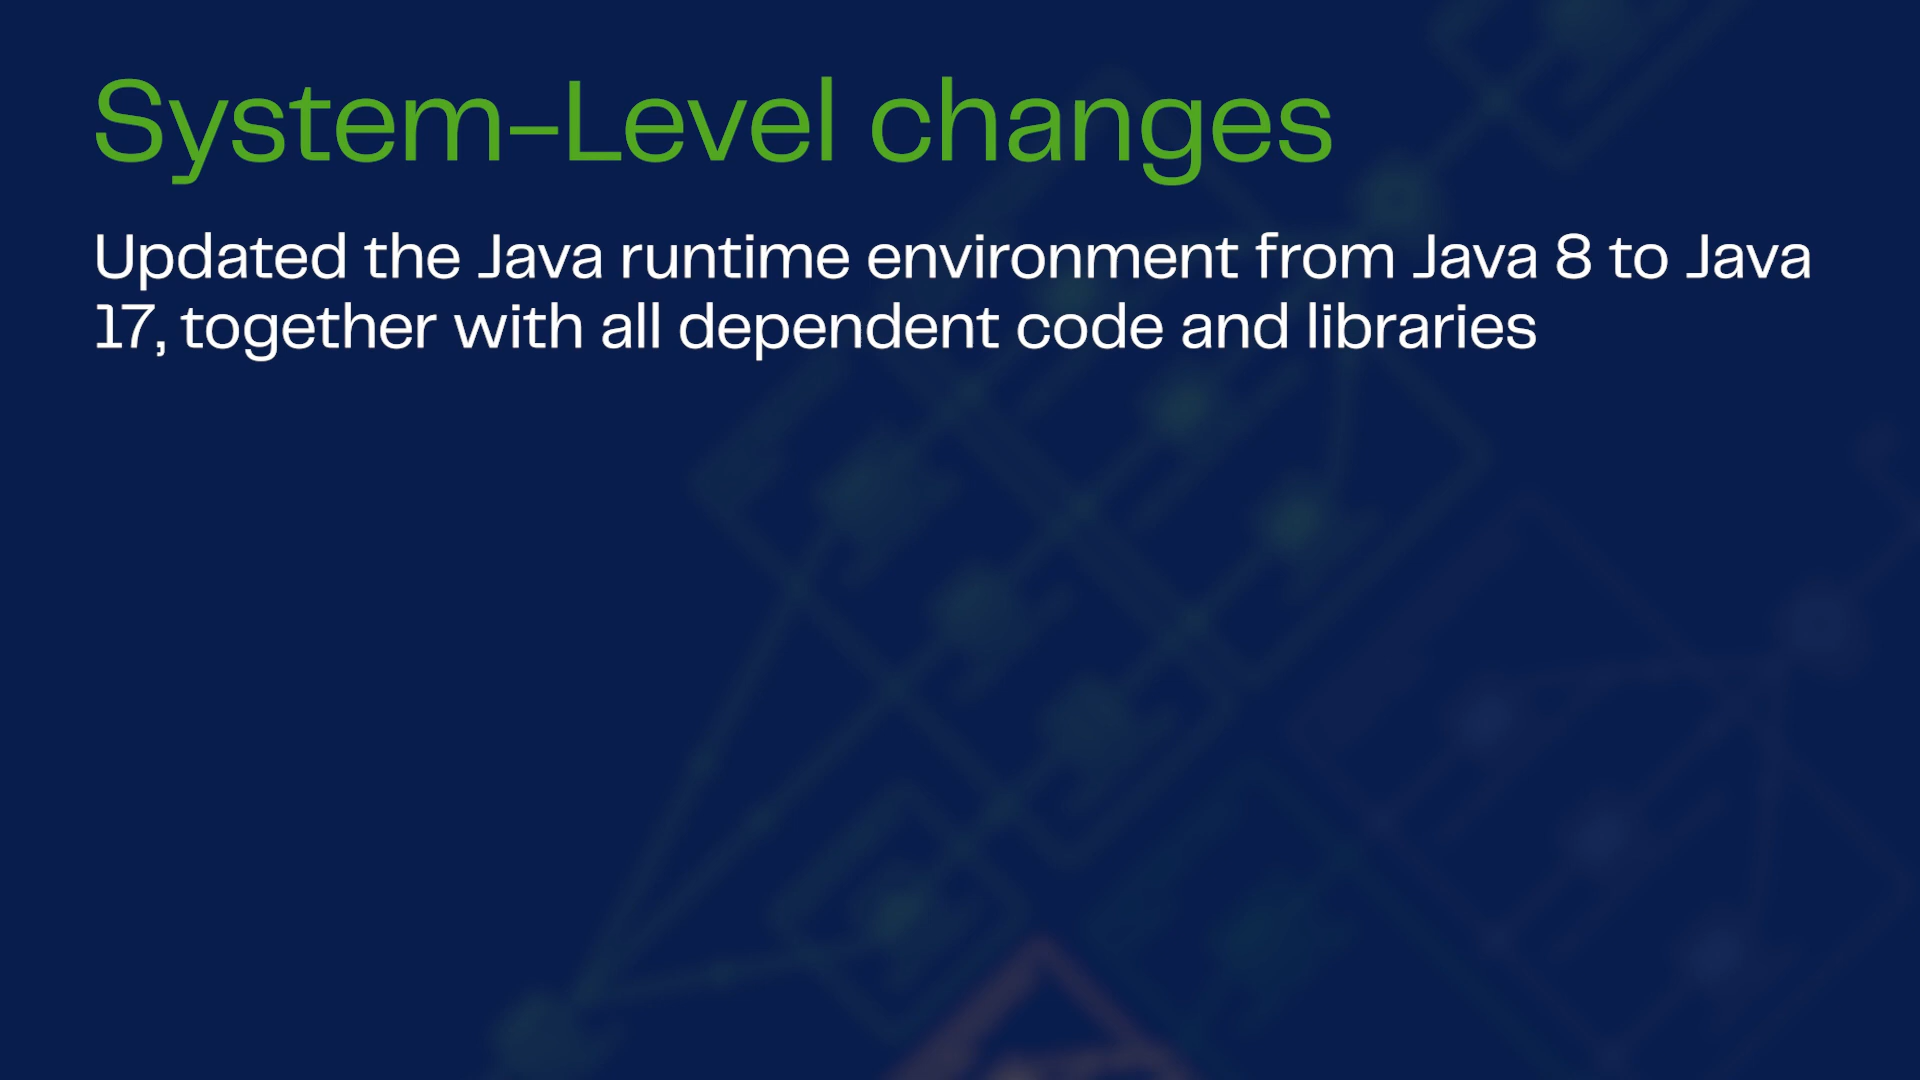 System-Level changes
Updated the Java runtime environment from Java 8 to Java
17, together with all dependent code and libraries